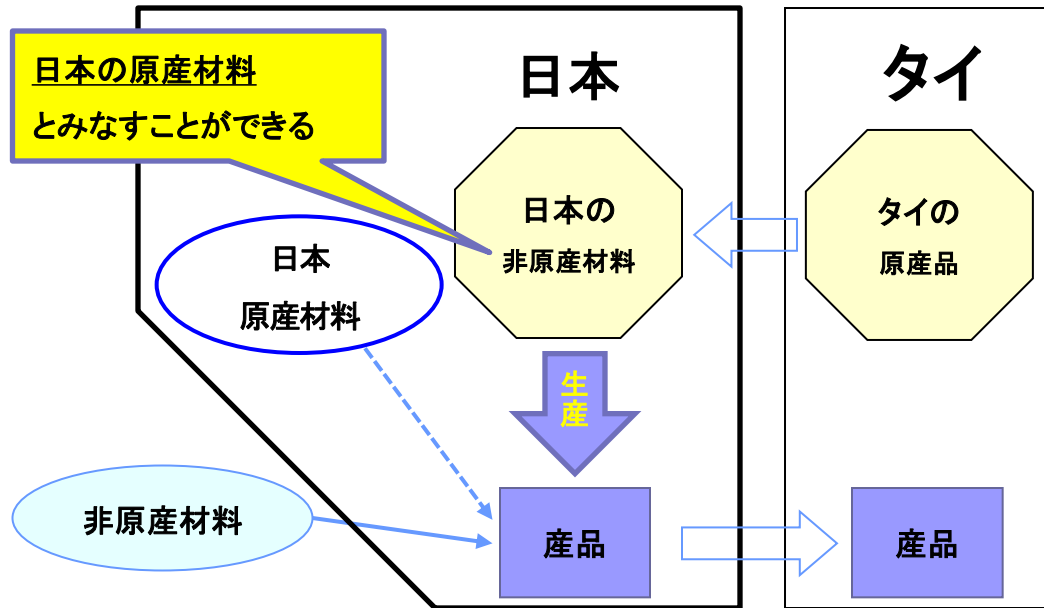 日本の原産材料
とみなすことができる
日本
タイ
日本の
非原産材料
タイの
原産品
日本
原産材料
生産
非原産材料
産品
産品